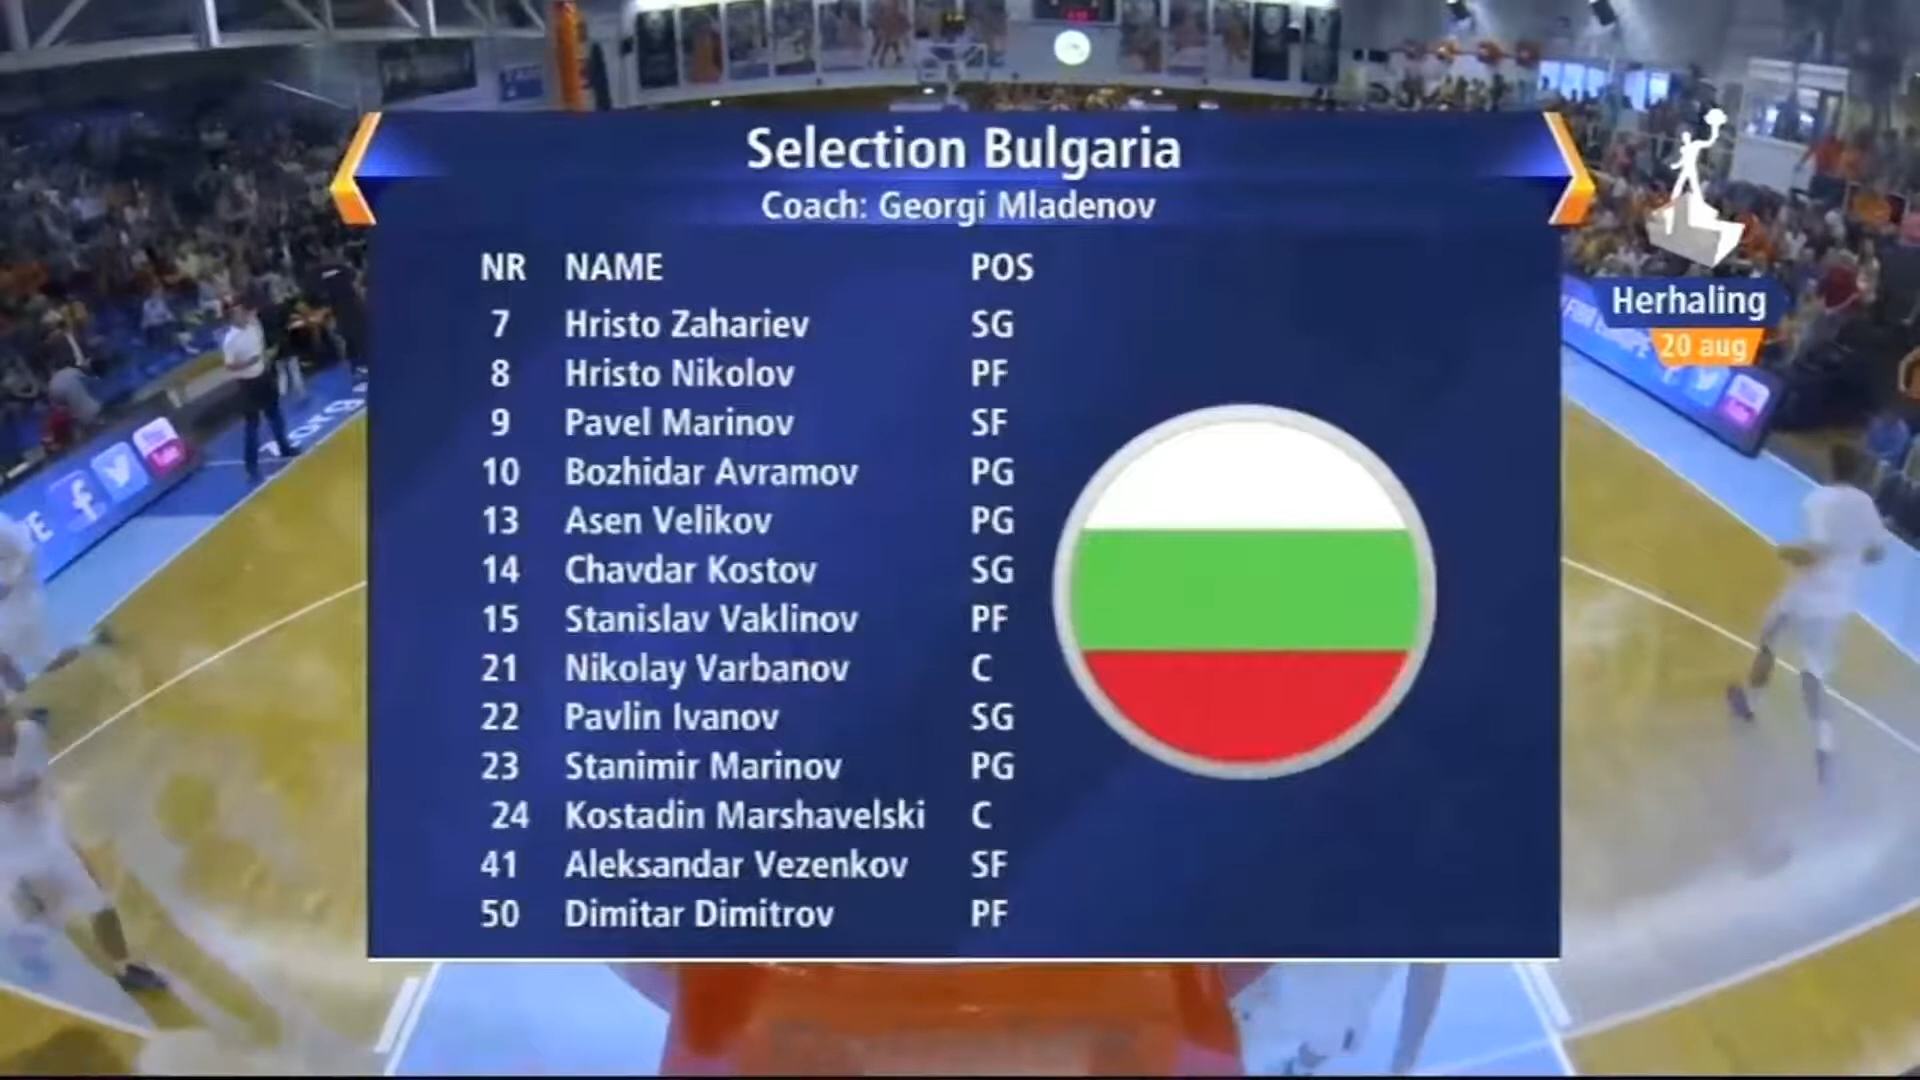 Selection Bulgaria
Coach: Georgi Mladenov
NR NAME POS
7 Hristo Zahariev SG
8 Hristo Nikolov PF
9 Pavel Marinov SF
10 Bozhidar Avramov PG
13 Asen Velikov PG
14 Chavdar Kostov SG
15 Stanislav Vaklinov PF
21 Nikolay Varbanov C
22 Pavlin Ivanov SG
23 Stanimir Marinov PG
24 Kostadin Marshavelski C
41 Aleksandar Vezenkov SF
50 Dimitar Dimitrov PF
Herhaling
20 aug